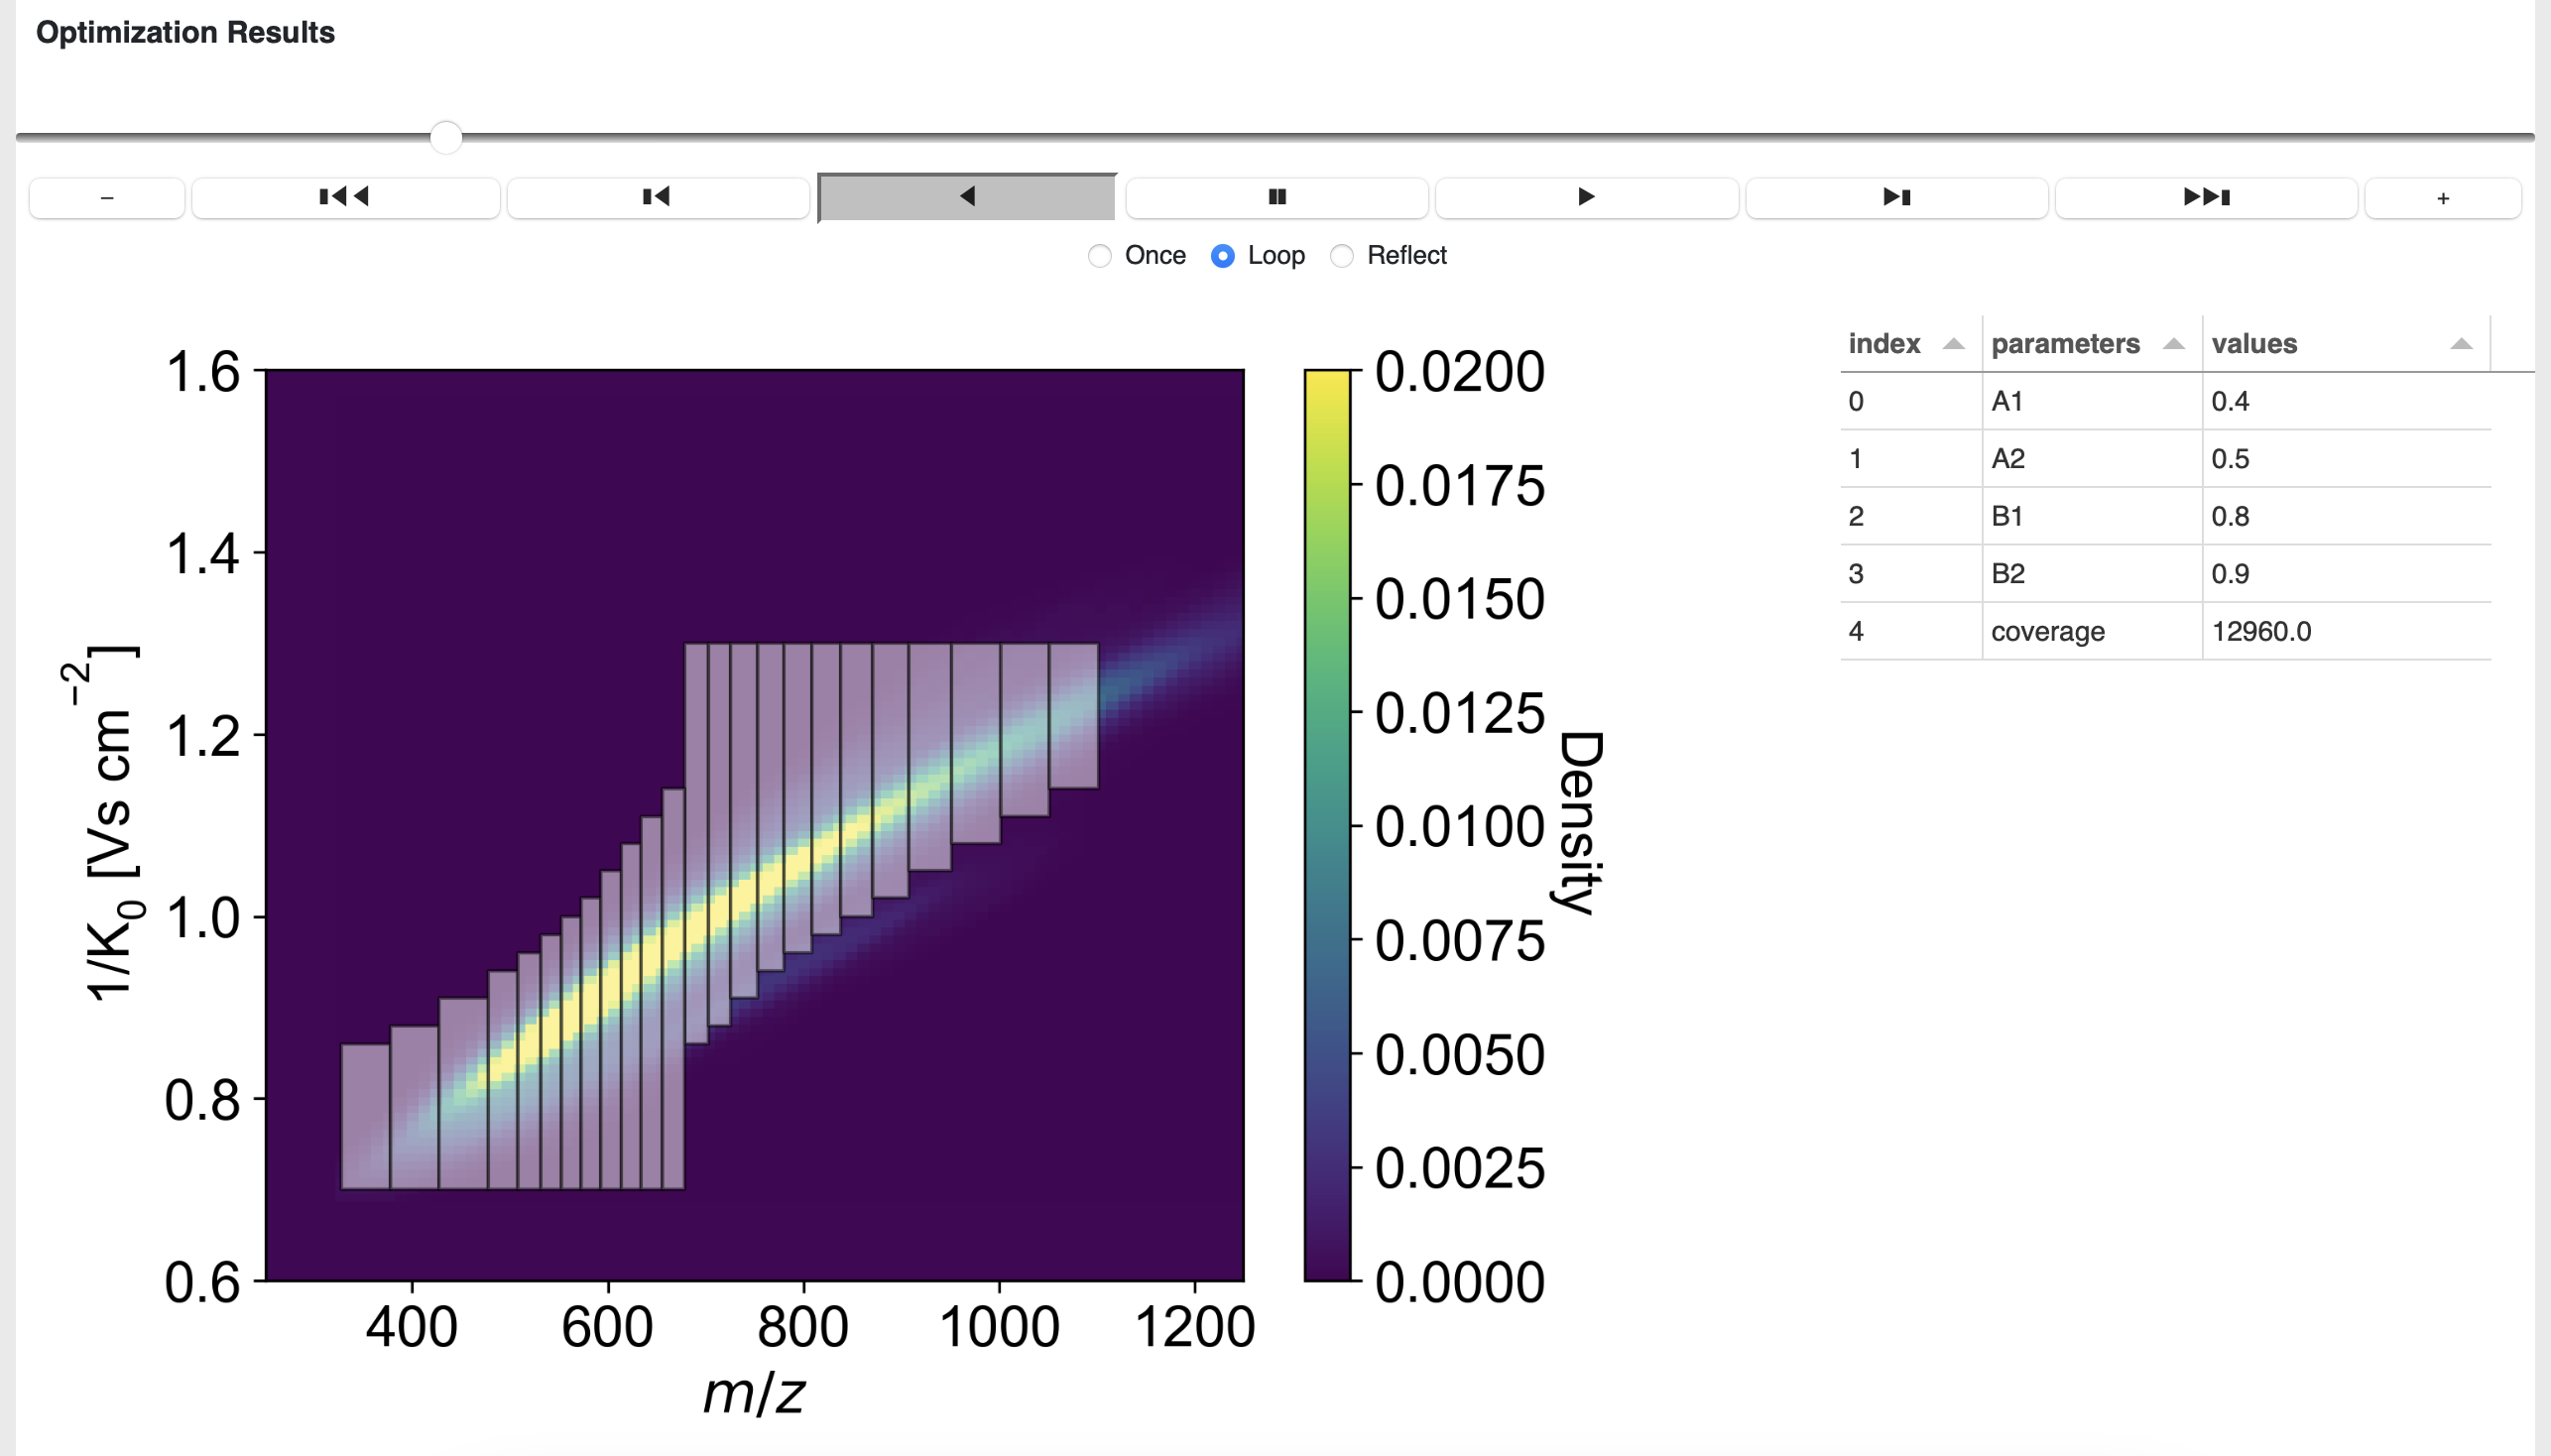 Optimization Results
–
+
Once Loop Reflect
index parameters values
0 A1 0.4
1 A2 0.5
2 B1 0.8
3 B2 0.9
4 coverage 12960.0
1.6
1.4
1.2
1.0
0.8
0.6
1/K0 [Vs cm−2]
400 600 800 1000 1200
m/z
0.0200
0.0175
0.0150
0.0125
0.0100
0.0075
0.0050
0.0025
0.0000
Density